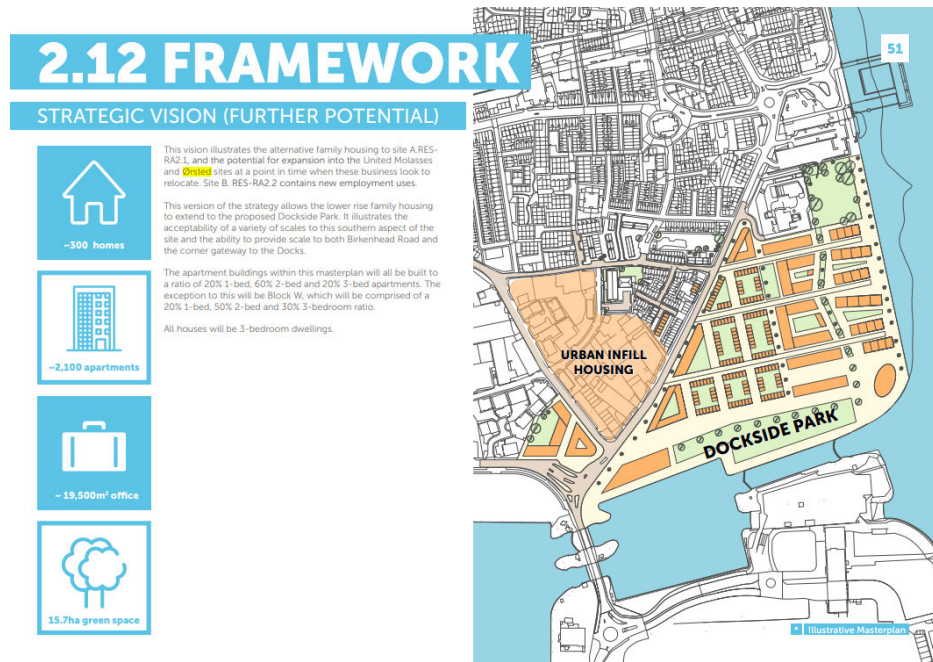 2.12 FRAMEWORK
STRATEGIC VISION (FURTHER POTENTIAL)
~300 homes
~2,100 apartments
~ 19,500m² office
15.7ha green space
This vision illustrates the alternative family housing to site A.RES-
RA2.1, and the potential for expansion into the United Molasses
and Ørsted sites at a point in time when these business look to
relocate. Site B. RES-RA2.2 contains new employment uses.
This version of the strategy allows the lower rise family housing
to extend to the proposed Dockside Park. It illustrates the
acceptability of a variety of scales to this southern aspect of the
site and the ability to provide scale to both Birkenhead Road and
the corner gateway to the Docks.
The apartment buildings within this masterplan will all be built to
a ratio of 20% 1-bed, 60% 2-bed and 20% 3-bed apartments. The
exception to this will be Block W, which will be comprised of a
20% 1-bed, 50% 2-bed and 30% 3-bedroom ratio.
All houses will be 3-bedroom dwellings.
51
URBAN INFILL
HOUSING
DOCKSIDE PARK
* Illustrative Masterplan